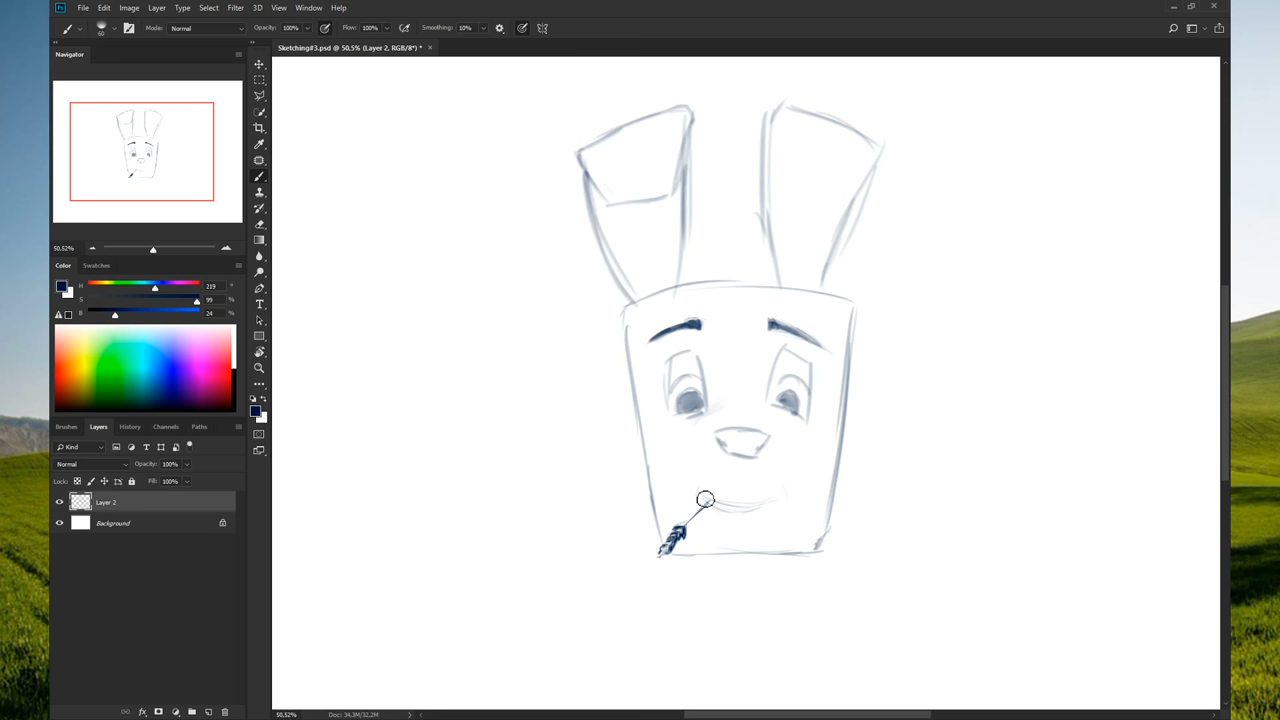 Ps File Edit Image Layer Type Select Filter 3D View Window Help
60 Mode: Normal Opacity: 100% Flow: 100% Smoothing: 10%
Sketching#3.psd @ 50,5% (Layer 2, RGB/8*) * ×
Navigator
50,52%
Color Swatches
H 219 °
S 99 %
B 24 %
Brushes Layers History Channels Paths
Kind
Normal Opacity: 100%
Lock: Fill: 100%
Layer 2
Background
fx
50,52% Doc: 34,3M/32,2M